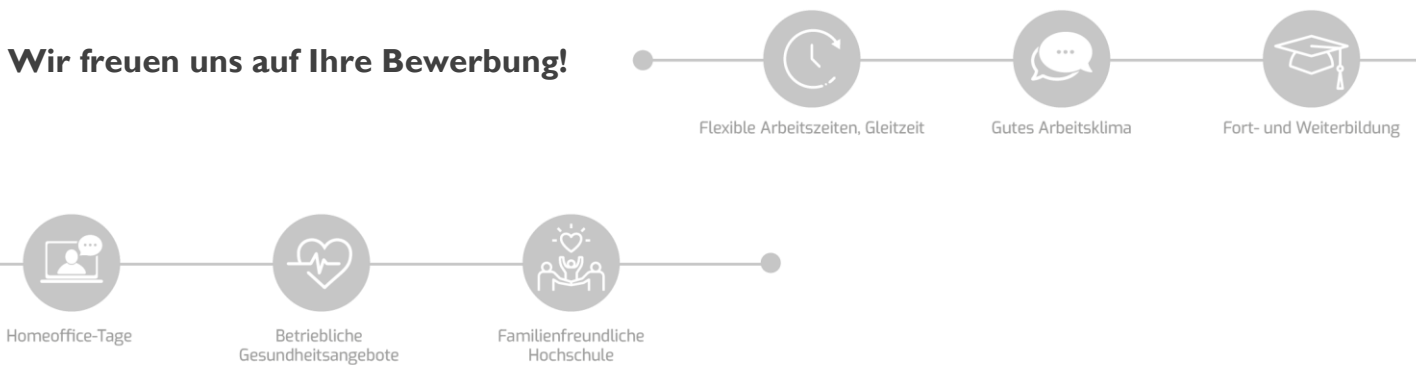 Wir freuen uns auf Ihre Bewerbung!
Flexible Arbeitszeiten, Gleitzeit
Gutes Arbeitsklima
Fort- und Weiterbildung
Homeoffice-Tage
Betriebliche
Gesundheitsangebote
Familienfreundliche
Hochschule